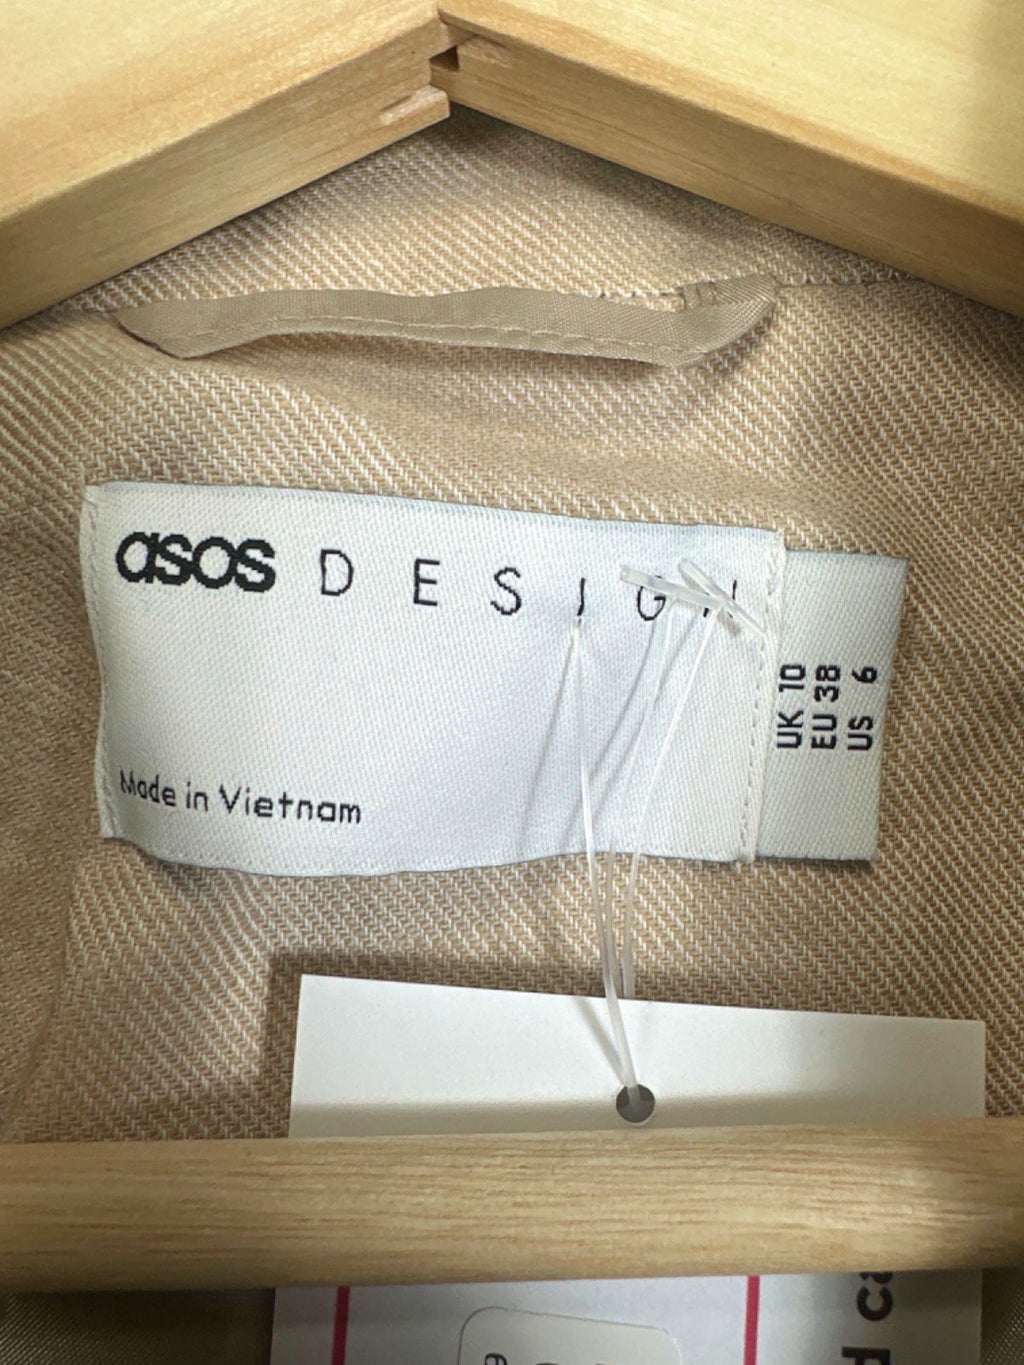 asos DESIGN
Made in Vietnam
UK 10
EU 38
US 6